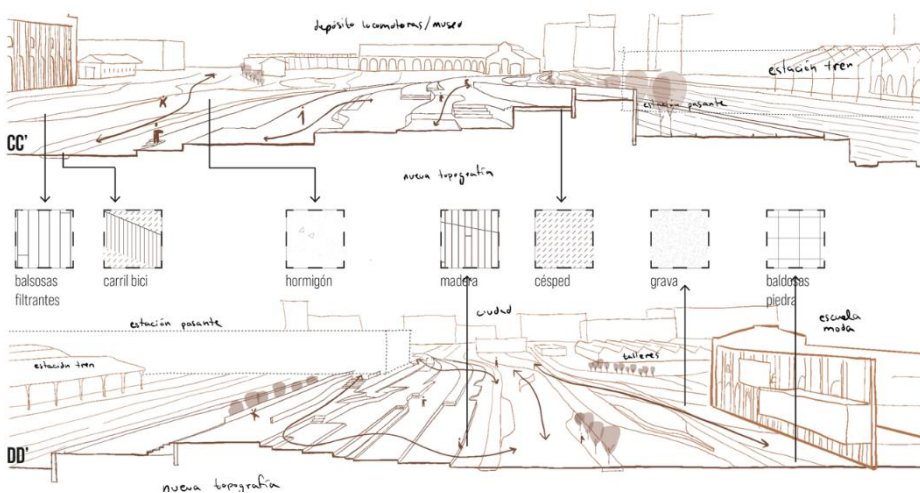 depósito locomotoras/museo
estación tren
estación pasante
CC'
nueva topografía
balsosas
filtrantes
carril bici
hormigón
madera
césped
grava
baldosas
piedra
ciudad
escuela
moda
estación pasante
talleres
estación tren
DD'
nueva topografía